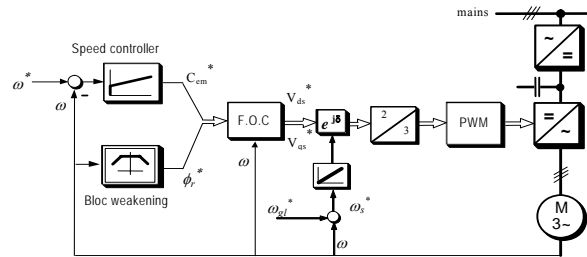 mains
Speed controller
~
=
ω*
ω
-
C_em*
F.O.C
V_ds*
V_qs*
e^jδ
2
3
PWM
=
~
Bloc weakening
ϕ_r*
ω
ω_gl*
ω_s*
ω
M
3~